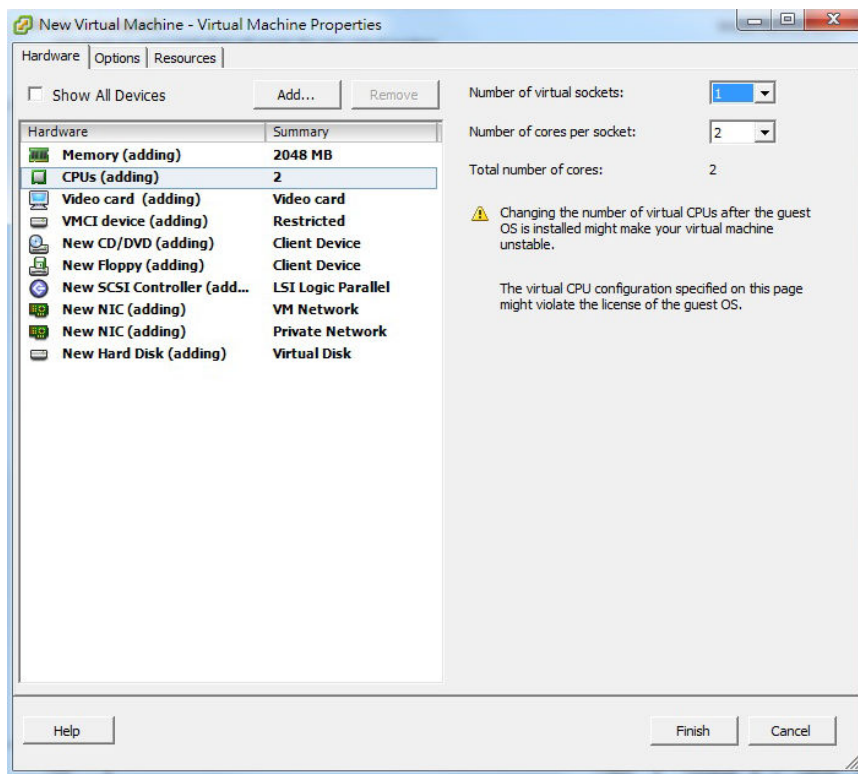 New Virtual Machine - Virtual Machine Properties
Hardware Options Resources
Show All Devices Add... Remove
Hardware Summary
Memory (adding) 2048 MB
CPUs (adding) 2
Video card (adding) Video card
VMCI device (adding) Restricted
New CD/DVD (adding) Client Device
New Floppy (adding) Client Device
New SCSI Controller (add... LSI Logic Parallel
New NIC (adding) VM Network
New NIC (adding) Private Network
New Hard Disk (adding) Virtual Disk
Number of virtual sockets: 1
Number of cores per socket: 2
Total number of cores: 2
Changing the number of virtual CPUs after the guest
OS is installed might make your virtual machine
unstable.
The virtual CPU configuration specified on this page
might violate the license of the guest OS.
Help Finish Cancel